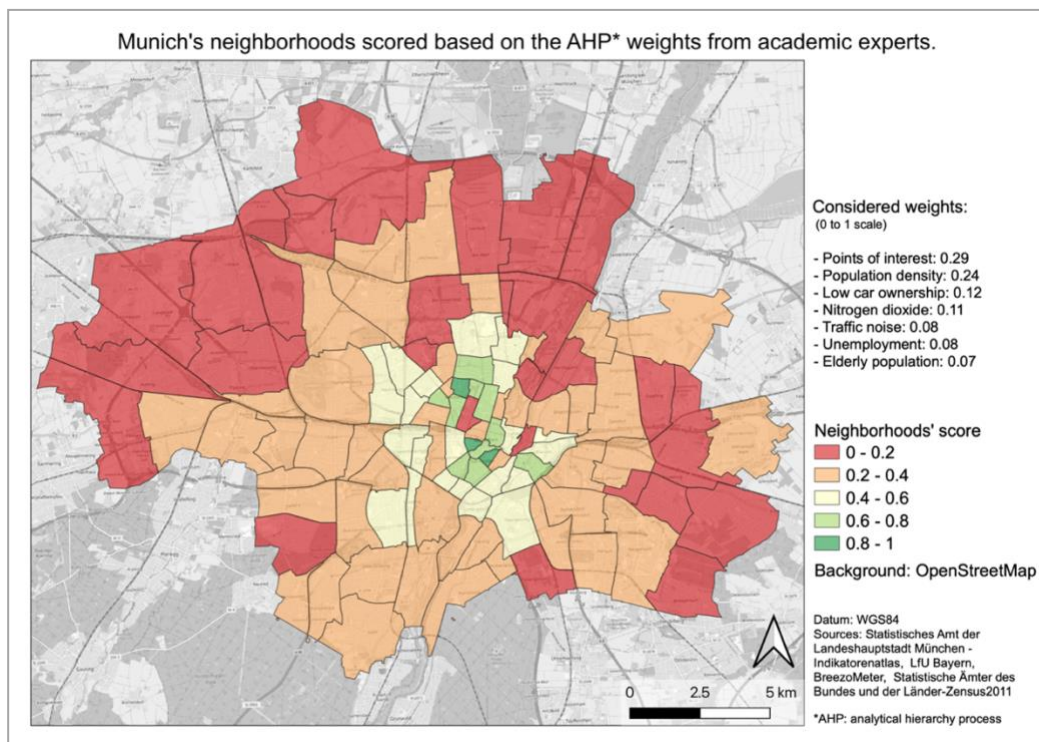 Munich's neighborhoods scored based on the AHP* weights from academic experts.
Considered weights:
(0 to 1 scale)
- Points of interest: 0.29
- Population density: 0.24
- Low car ownership: 0.12
- Nitrogen dioxide: 0.11
- Traffic noise: 0.08
- Unemployment: 0.08
- Elderly population: 0.07
Neighborhoods' score
0 - 0.2
0.2 - 0.4
0.4 - 0.6
0.6 - 0.8
0.8 - 1
Background: OpenStreetMap
Datum: WGS84
Sources: Statistisches Amt der
Landeshauptstadt München -
Indikatorenatlas, LfU Bayern,
BreezoMeter, Statistische Ämter des
Bundes und der Länder-Zensus2011
*AHP: analytical hierarchy process
0 2.5 5 km